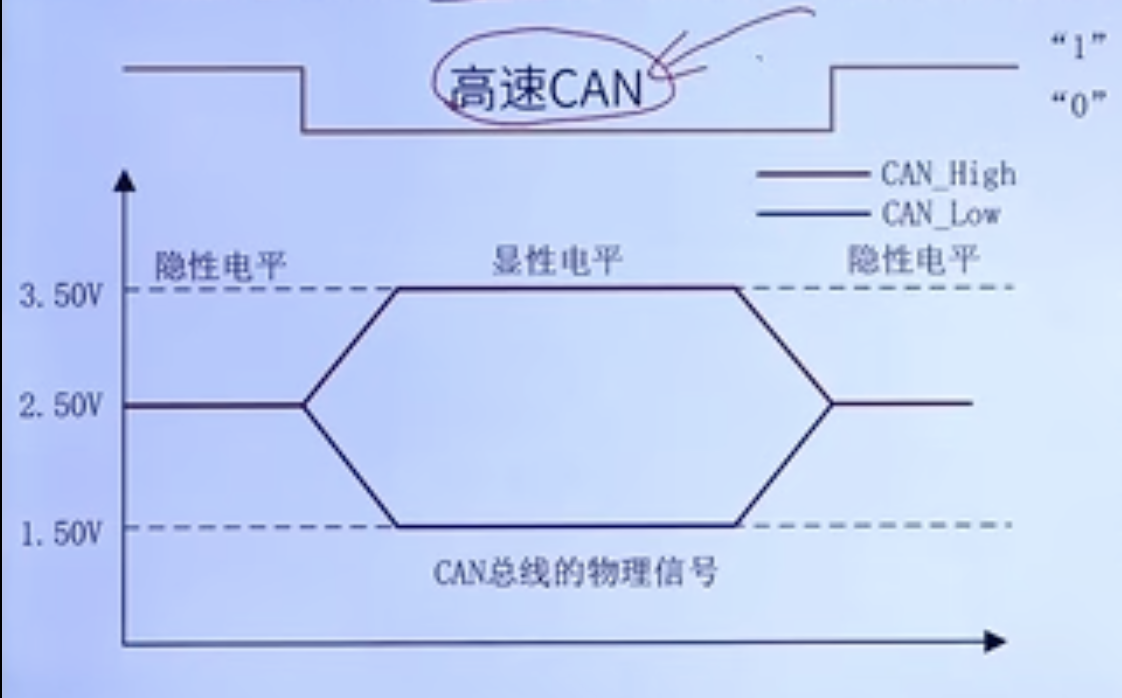 高速CAN
“1”
“0”
CAN_High
CAN_Low
隐性电平
显性电平
隐性电平
3.50V
2.50V
1.50V
CAN总线的物理信号